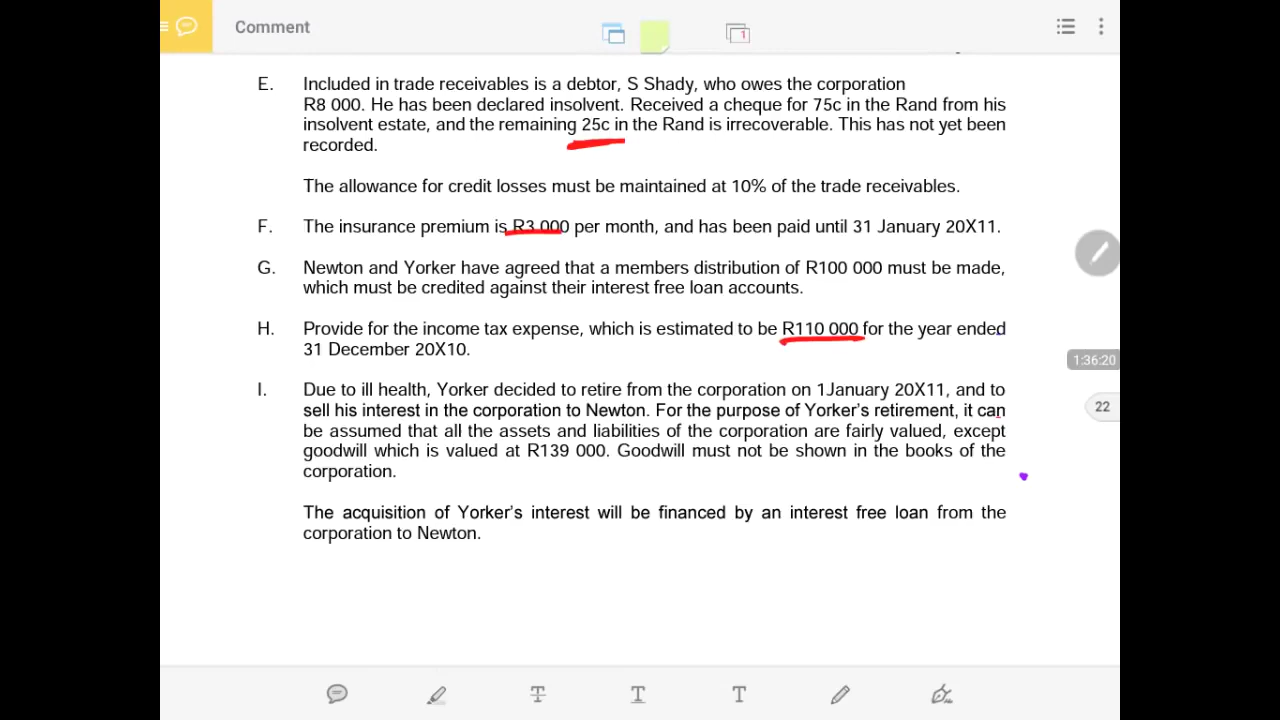 Comment
1
E. Included in trade receivables is a debtor, S Shady, who owes the corporation
R8 000. He has been declared insolvent. Received a cheque for 75c in the Rand from his
insolvent estate, and the remaining 25c in the Rand is irrecoverable. This has not yet been
recorded.
The allowance for credit losses must be maintained at 10% of the trade receivables.
F. The insurance premium is R3 000 per month, and has been paid until 31 January 20X11.
G. Newton and Yorker have agreed that a members distribution of R100 000 must be made,
which must be credited against their interest free loan accounts.
H. Provide for the income tax expense, which is estimated to be R110 000 for the year ended
31 December 20X10.
1:36:20
I. Due to ill health, Yorker decided to retire from the corporation on 1January 20X11, and to
sell his interest in the corporation to Newton. For the purpose of Yorker's retirement, it can
22
be assumed that all the assets and liabilities of the corporation are fairly valued, except
goodwill which is valued at R139 000. Goodwill must not be shown in the books of the
corporation.
The acquisition of Yorker's interest will be financed by an interest free loan from the
corporation to Newton.
T T T